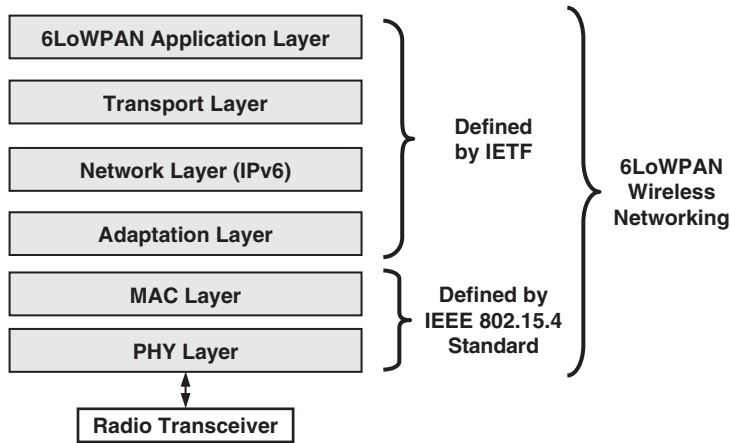 6LoWPAN Application Layer
Transport Layer
Network Layer (IPv6)
Adaptation Layer
MAC Layer
PHY Layer
Radio Transceiver
Defined
by IETF
Defined by
IEEE 802.15.4
Standard
6LoWPAN
Wireless
Networking